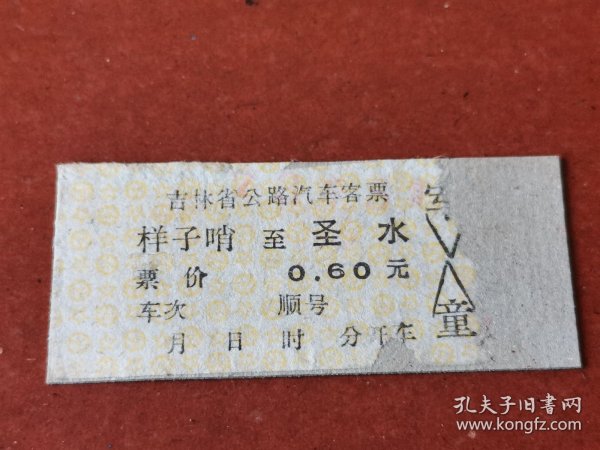 吉林省公路汽车客票
样子哨 至 圣水
票价 0.60元
车次 顺号
月 日 时 分开车
童
孔夫子旧书网
www.kongfz.com